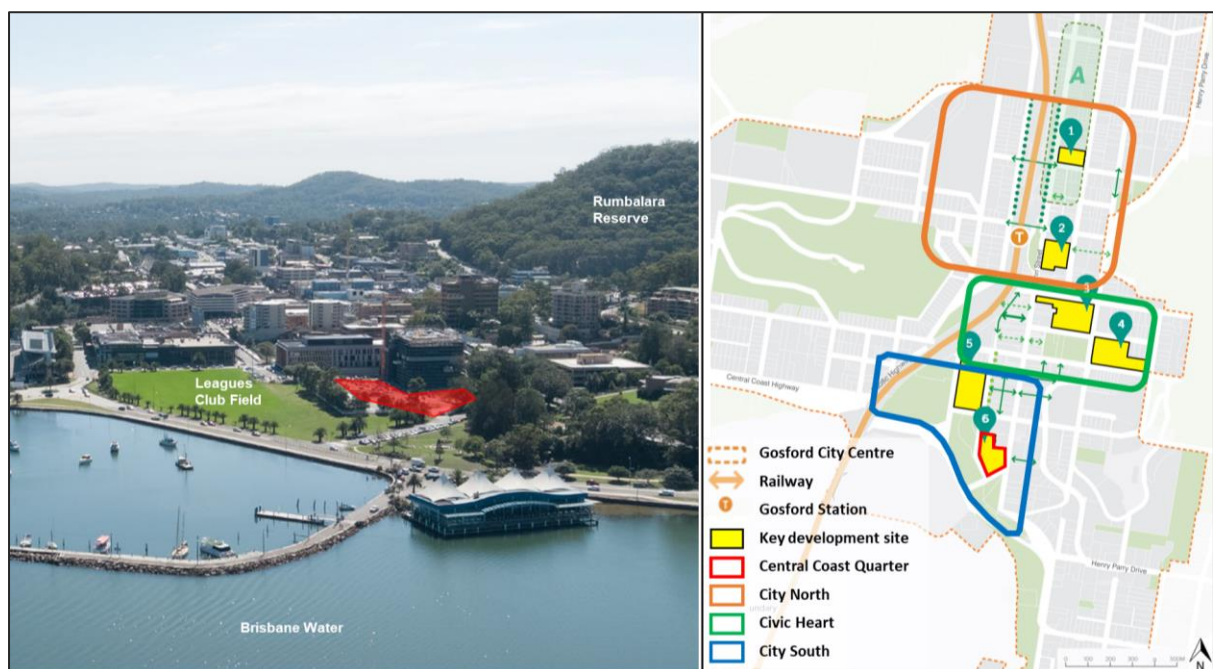 Rumbalara
Reserve
Leagues
Club Field
Brisbane Water
A
Henry Parry Drive
1
2
T
3
4
5
Central Coast Highway
6
Gosford City Centre
Railway
T
Gosford Station
Key development site
Central Coast Quarter
City North
Civic Heart
City South
Henry Parry Drive
N